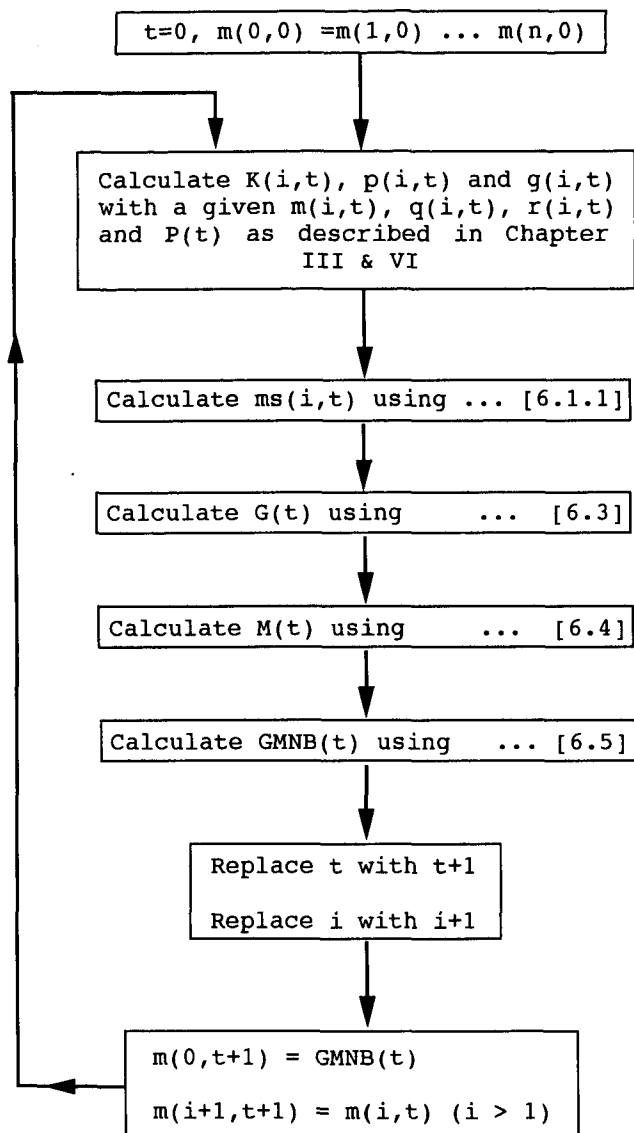 t=0, m(0,0) =m(1,0) ... m(n,0)
Calculate K(i,t), p(i,t) and g(i,t)
with a given m(i,t), q(i,t), r(i,t)
and P(t) as described in Chapter
III & VI
Calculate ms(i,t) using ... [6.1.1]
Calculate G(t) using ... [6.3]
Calculate M(t) using ... [6.4]
Calculate GMNB(t) using ... [6.5]
Replace t with t+1
Replace i with i+1
m(0,t+1) = GMNB(t)
m(i+1,t+1) = m(i,t) (i > 1)